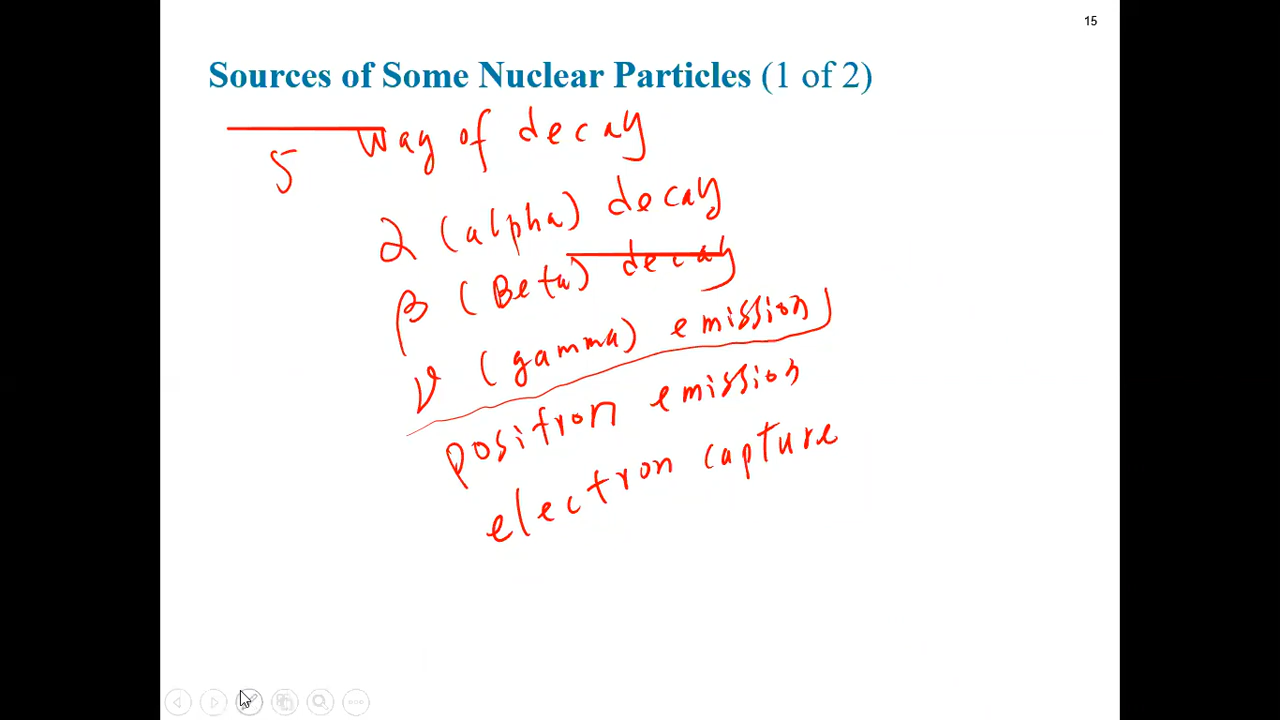 15
Sources of Some Nuclear Particles (1 of 2)
5 Way of decay
α (alpha) decay
β (Beta) decay
γ (gamma) emission
positron emission
electron capture